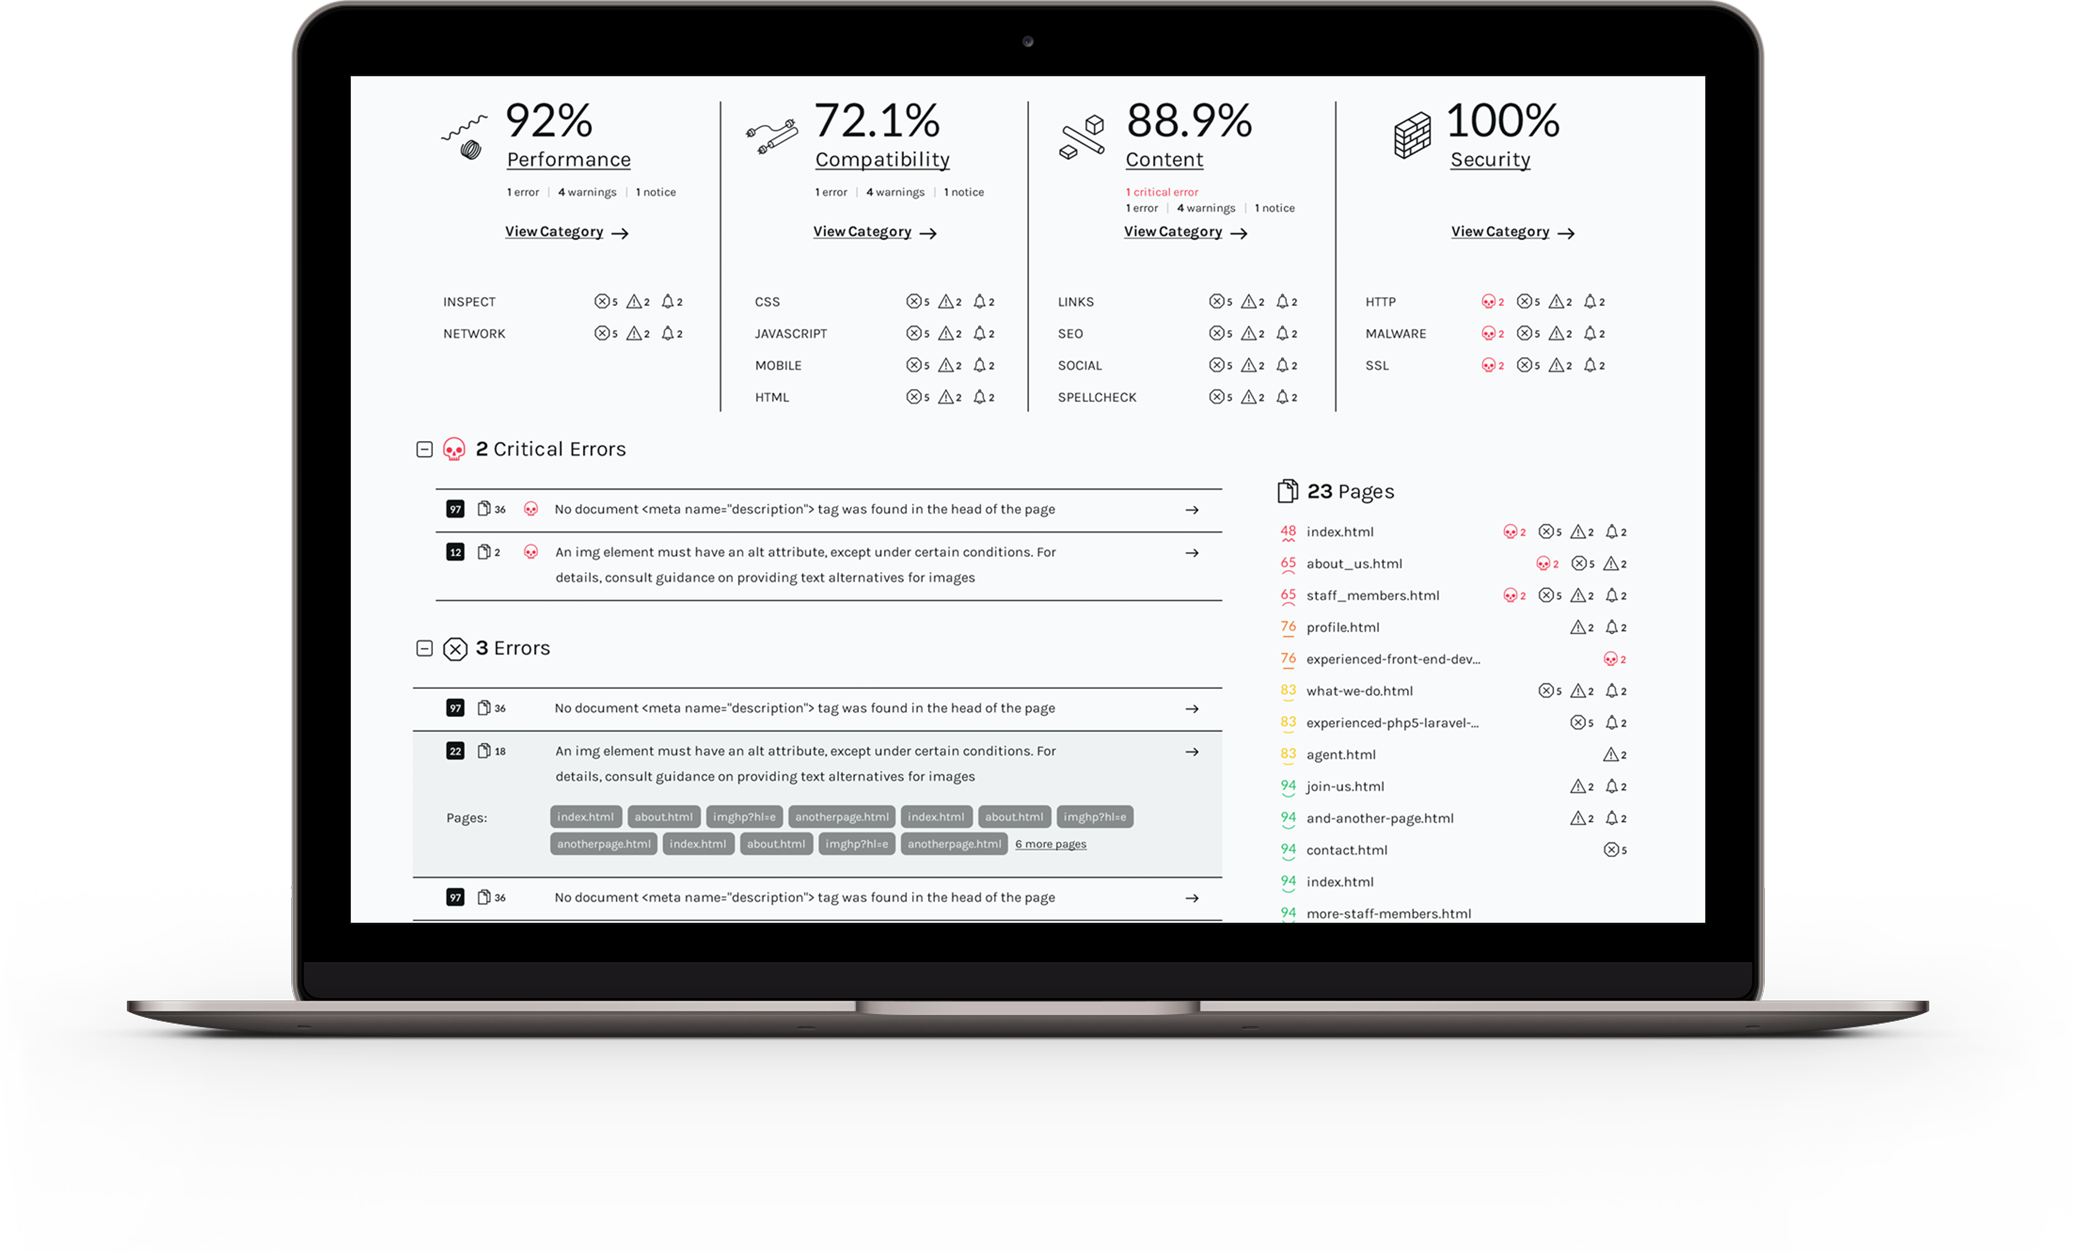 92%
Performance
1 error | 4 warnings | 1 notice
View Category
INSPECT 5 2 2
NETWORK 5 2 2
72.1%
Compatibility
1 error | 4 warnings | 1 notice
View Category
CSS 5 2 2
JAVASCRIPT 5 2 2
MOBILE 5 2 2
HTML 5 2 2
88.9%
Content
1 critical error
1 error | 4 warnings | 1 notice
View Category
LINKS 5 2 2
SEO 5 2 2
SOCIAL 5 2 2
SPELLCHECK 5 2 2
100%
Security
View Category
HTTP 2 5 2 2
MALWARE 2 5 2 2
SSL 2 5 2 2
2 Critical Errors
97 36 No document <meta name="description"> tag was found in the head of the page
12 2 An img element must have an alt attribute, except under certain conditions. For
details, consult guidance on providing text alternatives for images
3 Errors
97 36 No document <meta name="description"> tag was found in the head of the page
22 18 An img element must have an alt attribute, except under certain conditions. For
details, consult guidance on providing text alternatives for images
Pages: index.html about.html imghp?hl=e anotherpage.html index.html about.html imghp?hl=e
anotherpage.html index.html about.html imghp?hl=e anotherpage.html 6 more pages
97 36 No document <meta name="description"> tag was found in the head of the page
23 Pages
48 index.html 2 5 2 2
65 about_us.html 2 5 2
65 staff_members.html 2 5 2 2
76 profile.html 2 2
76 experienced-front-end-dev... 2
83 what-we-do.html 5 2 2
83 experienced-php5-laravel-... 5 2
83 agent.html 2
94 join-us.html 2 2
94 and-another-page.html 2 2
94 contact.html 5
94 index.html
94 more-staff-members.html